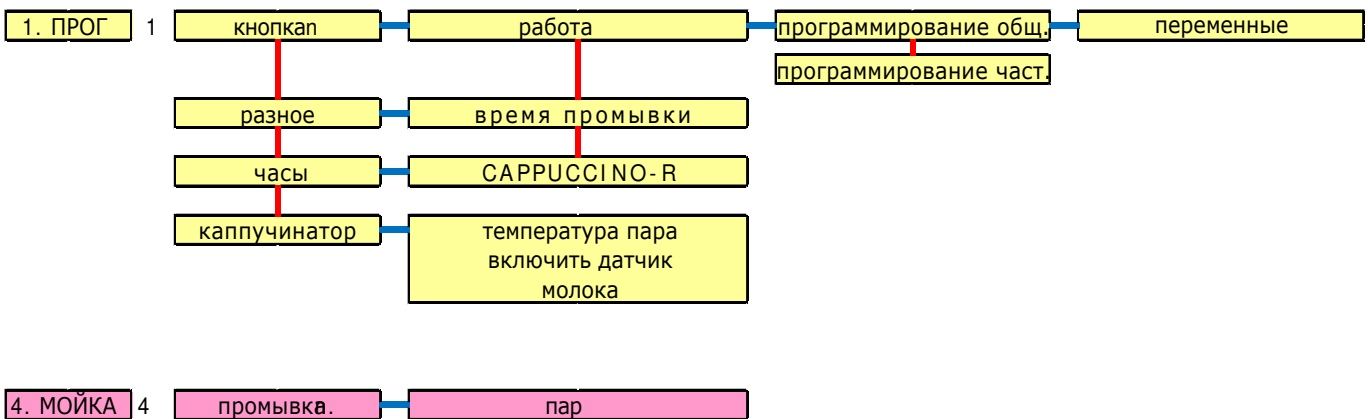 1. ПРОГ 1 кнопкаn работа программирование общ. переменные
программирование част.
разное время промывки
часы CAPPUCCINO-R
каппучинатор температура пара
включить датчик
молока
4. МОЙКА 4 промывка. пар